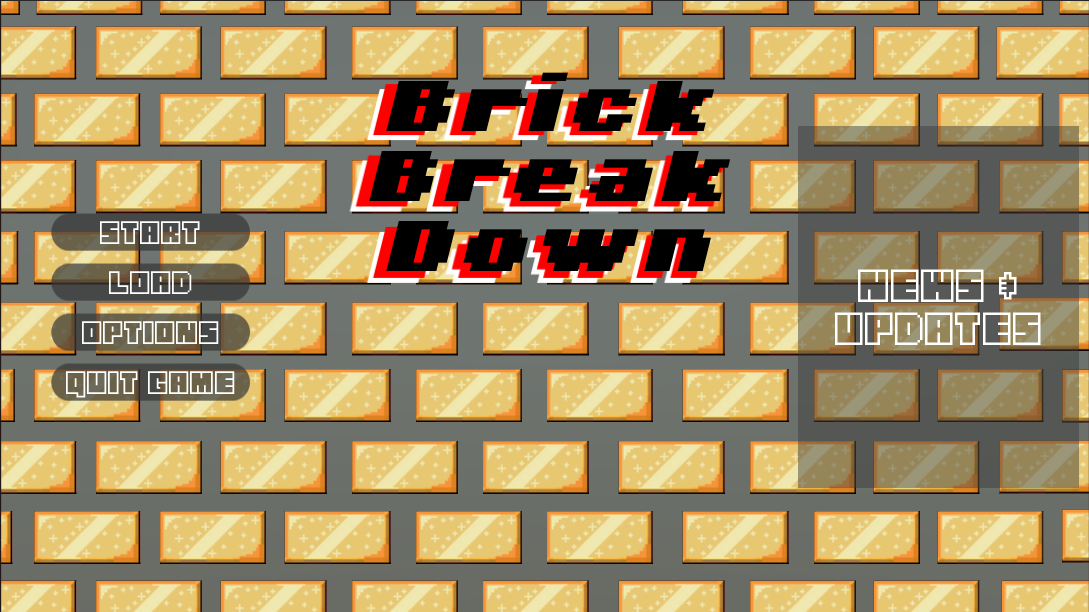 Brick
Break
Down
START
LOAD
OPTIONS
QUIT GAME
NEWS &
UPDATES